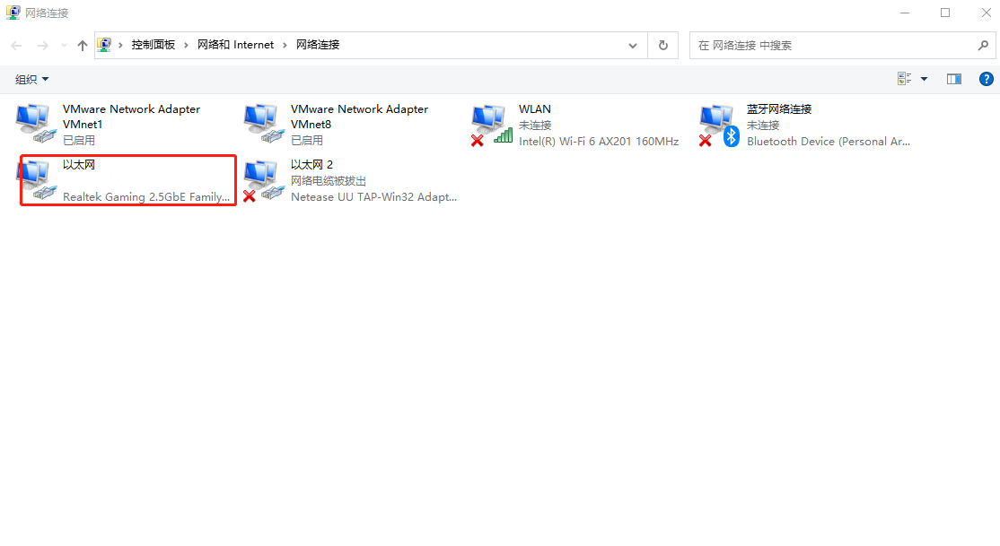 网络连接
控制面板 网络和 Internet 网络连接
在 网络连接 中搜索
组织
VMware Network Adapter
VMnet1
已启用
VMware Network Adapter
VMnet8
已启用
WLAN
未连接
Intel(R) Wi-Fi 6 AX201 160MHz
蓝牙网络连接
未连接
Bluetooth Device (Personal Ar...
以太网
Realtek Gaming 2.5GbE Family...
以太网 2
网络电缆被拔出
Netease UU TAP-Win32 Adapt...